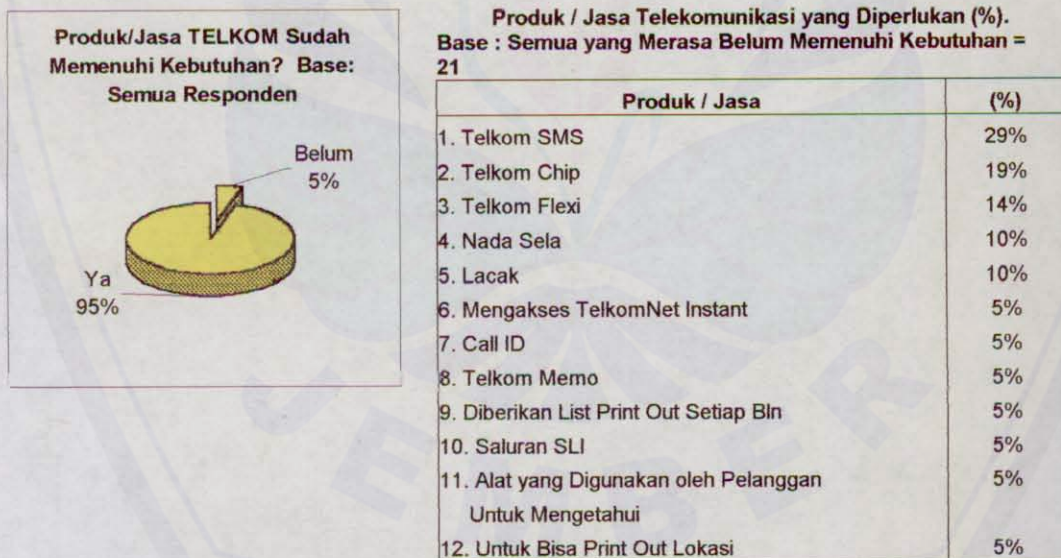 Produk/Jasa TELKOM Sudah
Memenuhi Kebutuhan? Base:
Semua Responden
Belum
5%
Ya
95%
Produk / Jasa Telekomunikasi yang Diperlukan (%).
Base : Semua yang Merasa Belum Memenuhi Kebutuhan =
21
Produk / Jasa (%)
1. Telkom SMS 29%
2. Telkom Chip 19%
3. Telkom Flexi 14%
4. Nada Sela 10%
5. Lacak 10%
6. Mengakses TelkomNet Instant 5%
7. Call ID 5%
8. Telkom Memo 5%
9. Diberikan List Print Out Setiap Bln 5%
10. Saluran SLI 5%
11. Alat yang Digunakan oleh Pelanggan 5%
Untuk Mengetahui
12. Untuk Bisa Print Out Lokasi 5%
JEMBER